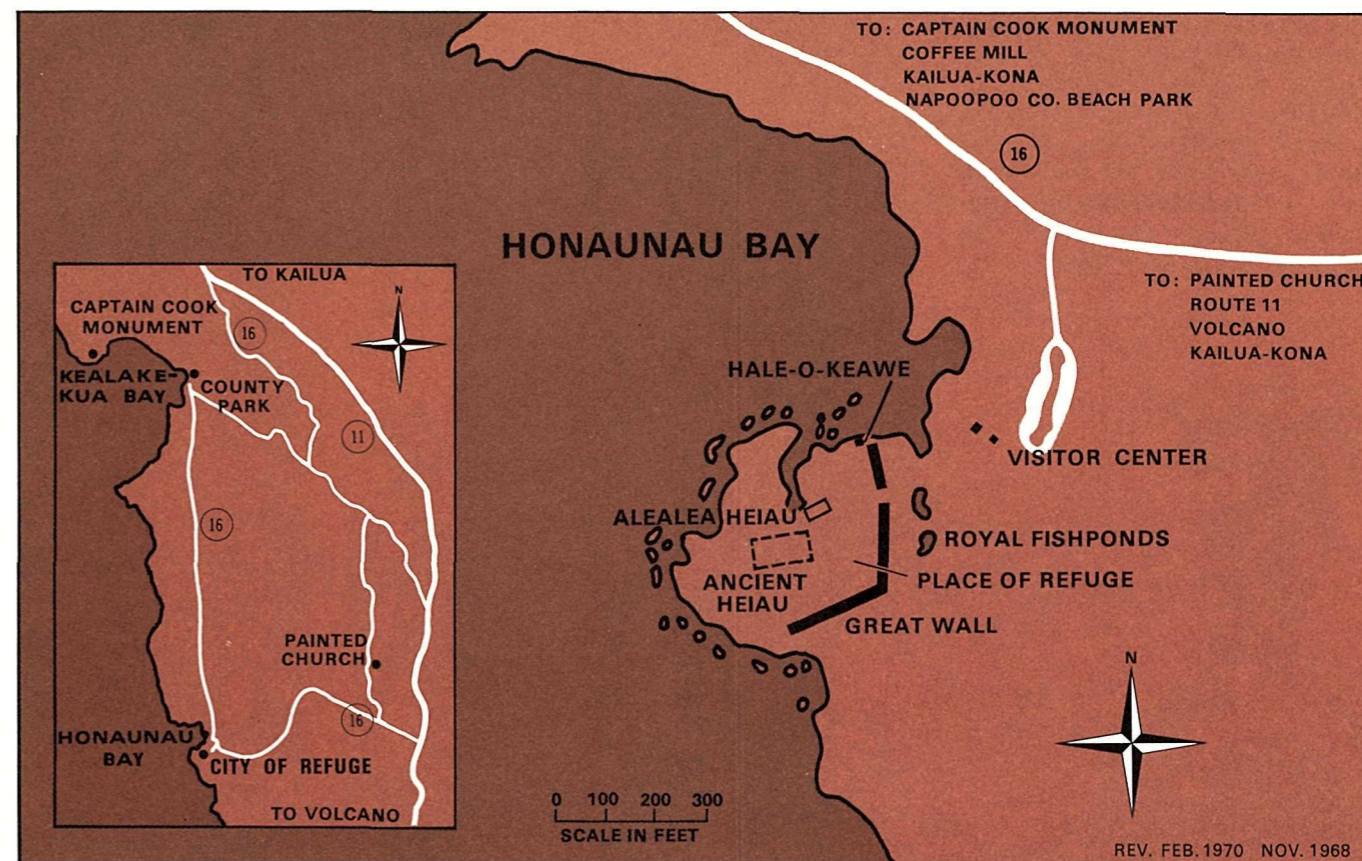 TO: CAPTAIN COOK MONUMENT
COFFEE MILL
KAILUA-KONA
NAPOOPOO CO. BEACH PARK
16
HONAUNAU BAY
TO: PAINTED CHURCH
ROUTE 11
VOLCANO
KAILUA-KONA
HALE-O-KEAWE
VISITOR CENTER
ALEALEA HEIAU
ROYAL FISHPONDS
ANCIENT
HEIAU
PLACE OF REFUGE
GREAT WALL
N
0 100 200 300
SCALE IN FEET
REV. FEB. 1970 NOV. 1968
TO KAILUA
N
CAPTAIN COOK
MONUMENT
16
KEALAKE-
KUA BAY
COUNTY
PARK
11
16
PAINTED
CHURCH
16
HONAUNAU
BAY
CITY OF REFUGE
TO VOLCANO